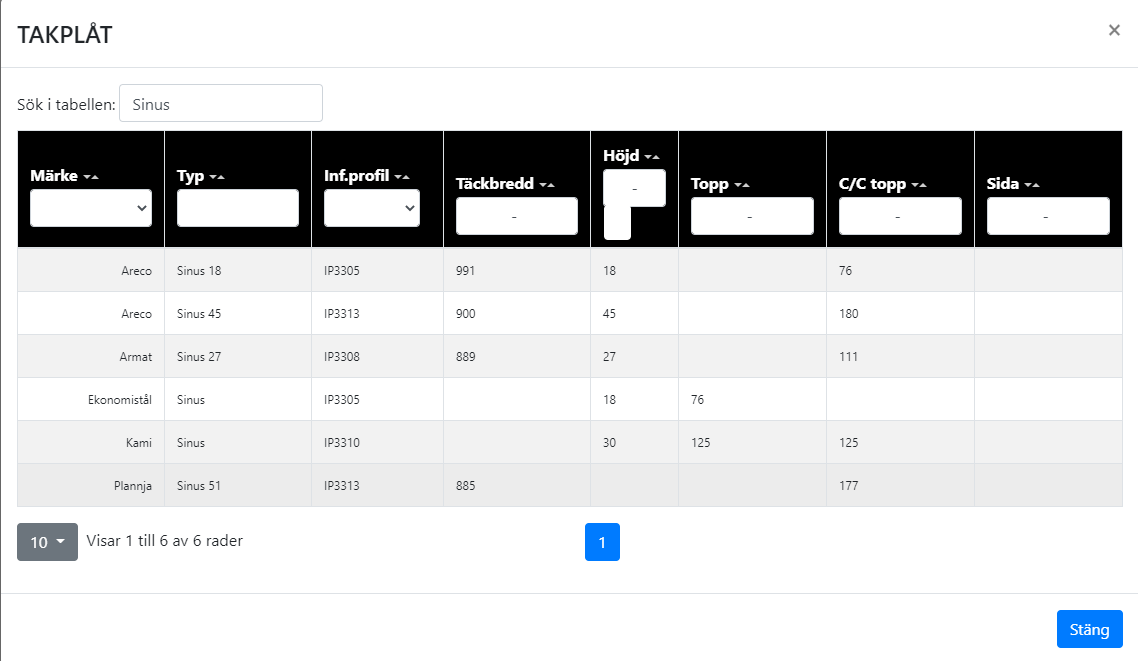 TAKPLÅT ×
Sök i tabellen: Sinus
Märke Typ Inf.profil Täckbredd Höjd Topp C/C topp Sida
- - - - -
Areco Sinus 18 IP3305 991 18 76
Areco Sinus 45 IP3313 900 45 180
Armat Sinus 27 IP3308 889 27 111
Ekonomistål Sinus IP3305 18 76
Kami Sinus IP3310 30 125 125
Plannja Sinus 51 IP3313 885 177
10 Visar 1 till 6 av 6 rader 1
Stäng